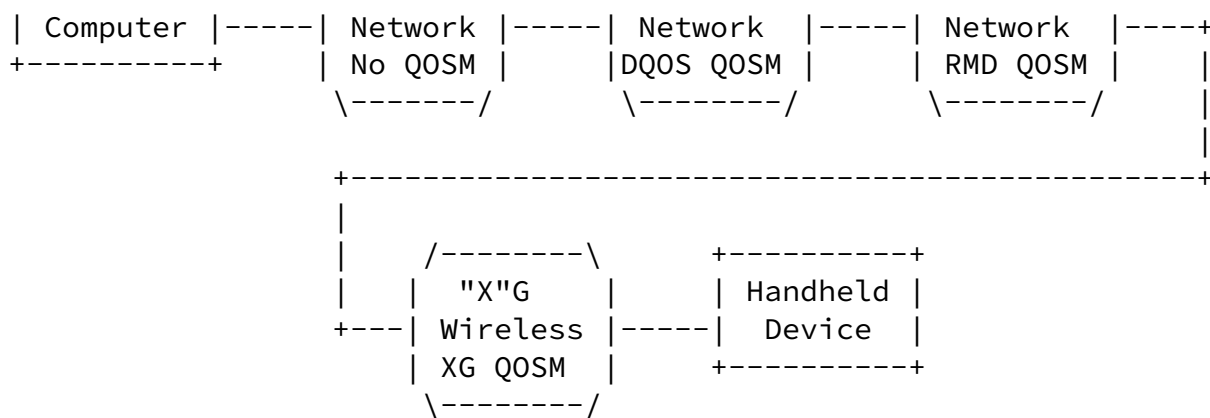 | Computer |-----| Network |-----| Network  |-----| Network  |----+
+----------+     | No QOSM |     |DQOS QOSM |     | RMD QOSM |    |
                  \-------/       \--------/       \--------/     |
                                                                  |
                  +-----------------------------------------------+
                  |
                  |    /--------\      +----------+
                  |   |  "X"G    |     | Handheld |
                  +---| Wireless |-----|  Device  |
                      | XG QOSM  |     +----------+
                       \--------/